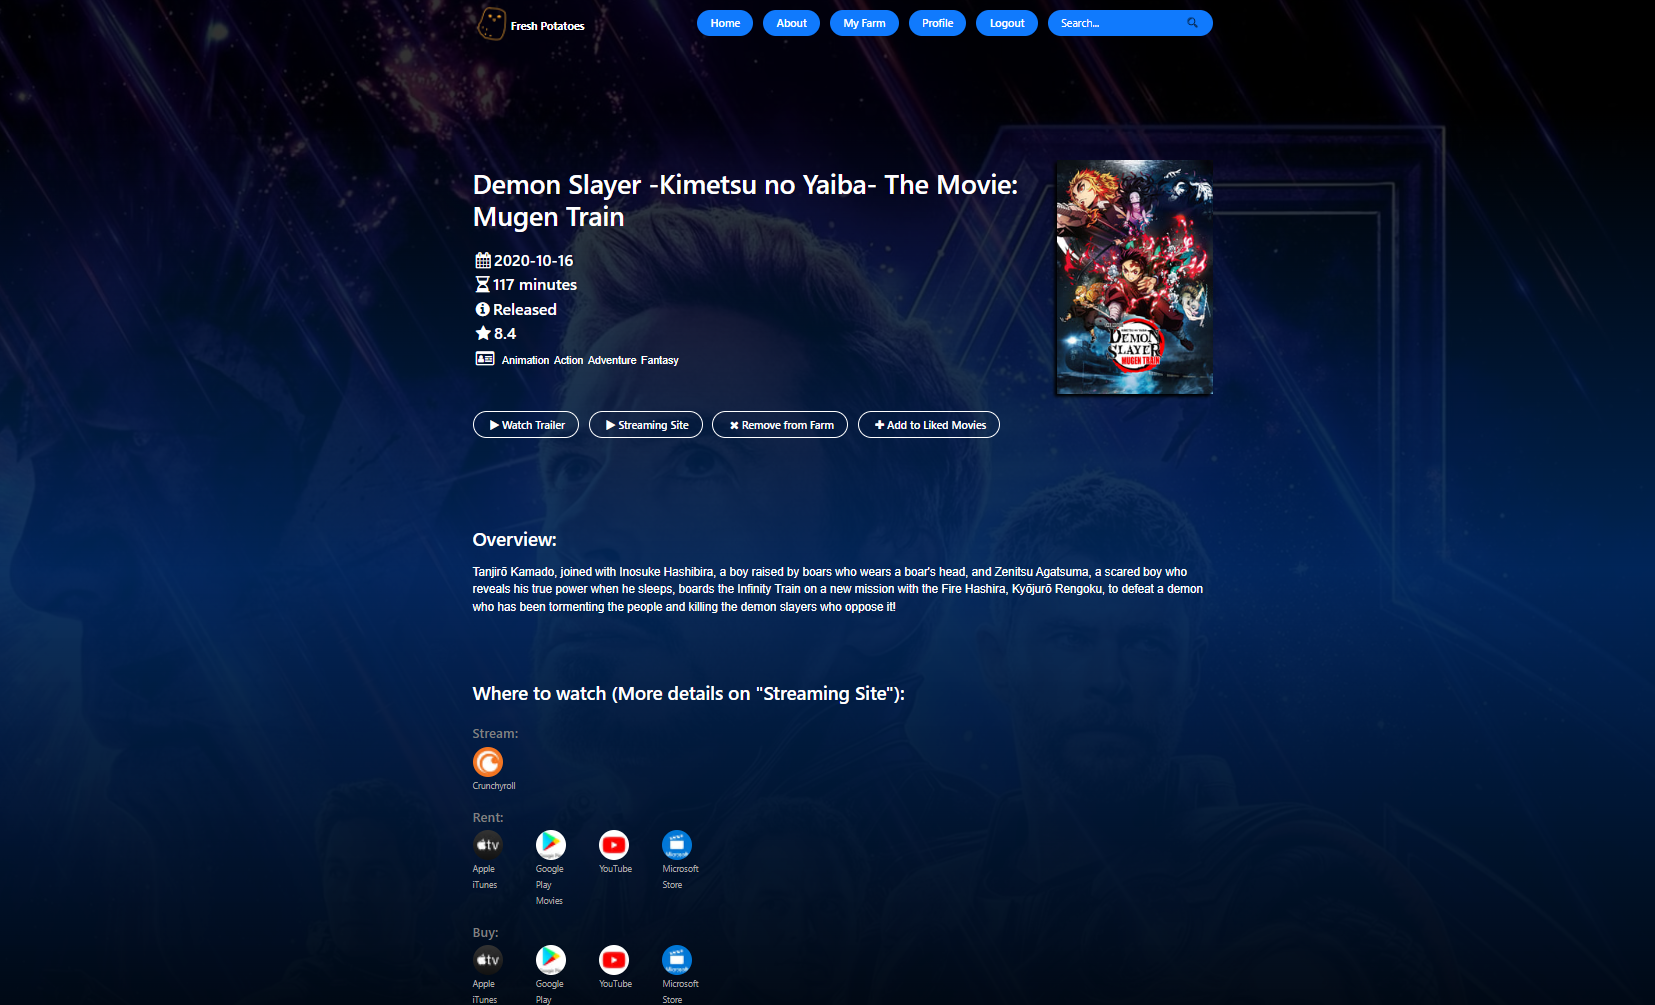 Fresh Potatoes
Home
About
My Farm
Profile
Logout
Search...
Demon Slayer -Kimetsu no Yaiba- The Movie:
Mugen Train
2020-10-16
117 minutes
Released
8.4
Animation Action Adventure Fantasy
DEMON
SLAYER
MUGEN TRAIN
Watch Trailer
Streaming Site
Remove from Farm
Add to Liked Movies
Overview:
Tanjirō Kamado, joined with Inosuke Hashibira, a boy raised by boars who wears a boar's head, and Zenitsu Agatsuma, a scared boy who
reveals his true power when he sleeps, boards the Infinity Train on a new mission with the Fire Hashira, Kyōjurō Rengoku, to defeat a demon
who has been tormenting the people and killing the demon slayers who oppose it!
Where to watch (More details on "Streaming Site"):
Stream:
Crunchyroll
Rent:
tv
Microsoft
Apple
iTunes
Google
Play
Movies
YouTube
Microsoft
Store
Buy:
tv
Microsoft
Apple
iTunes
Google
Play
YouTube
Microsoft
Store